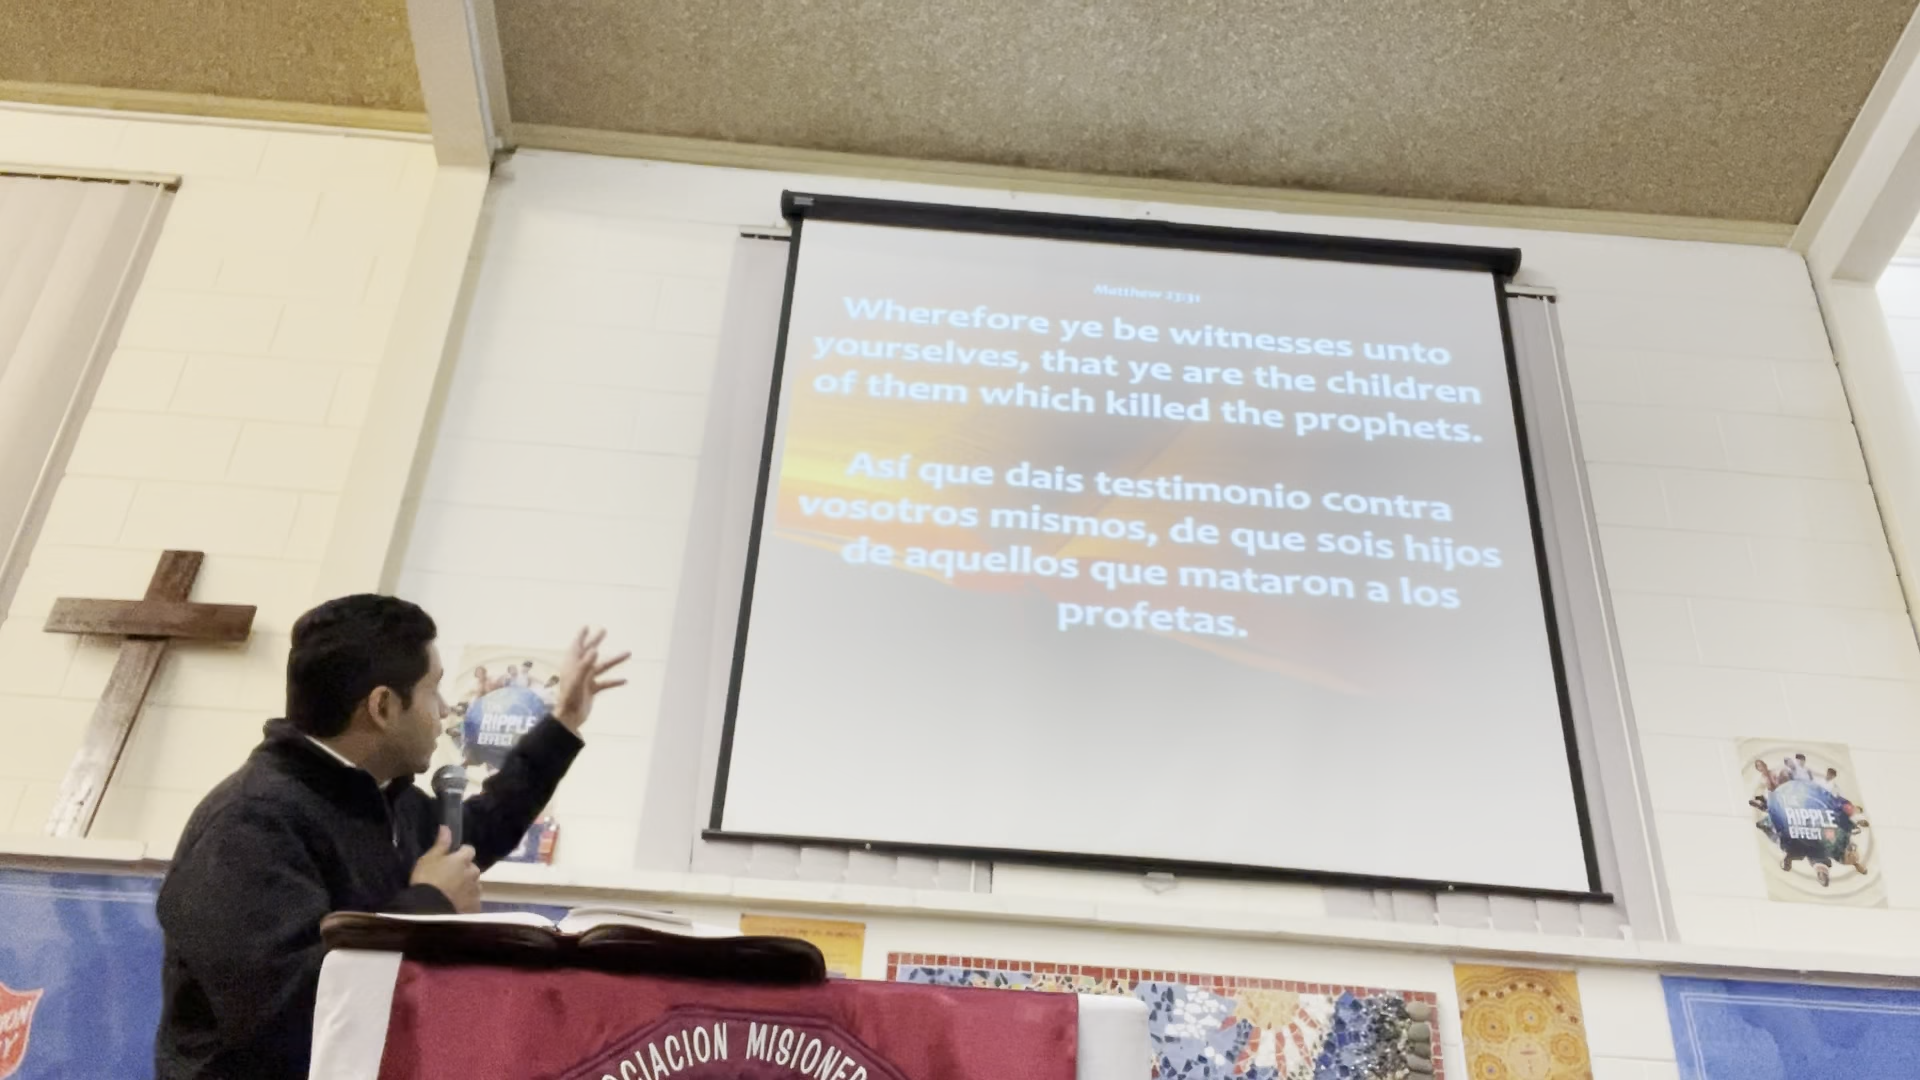 Matthew 23:31
Wherefore ye be witnesses unto
yourselves, that ye are the children
of them which killed the prophets.
Así que dais testimonio contra
vosotros mismos, de que sois hijos
de aquellos que mataron a los
profetas.
RIPPLE
EFFECT
RIPPLE
EFFECT
OCIACION MISIONE